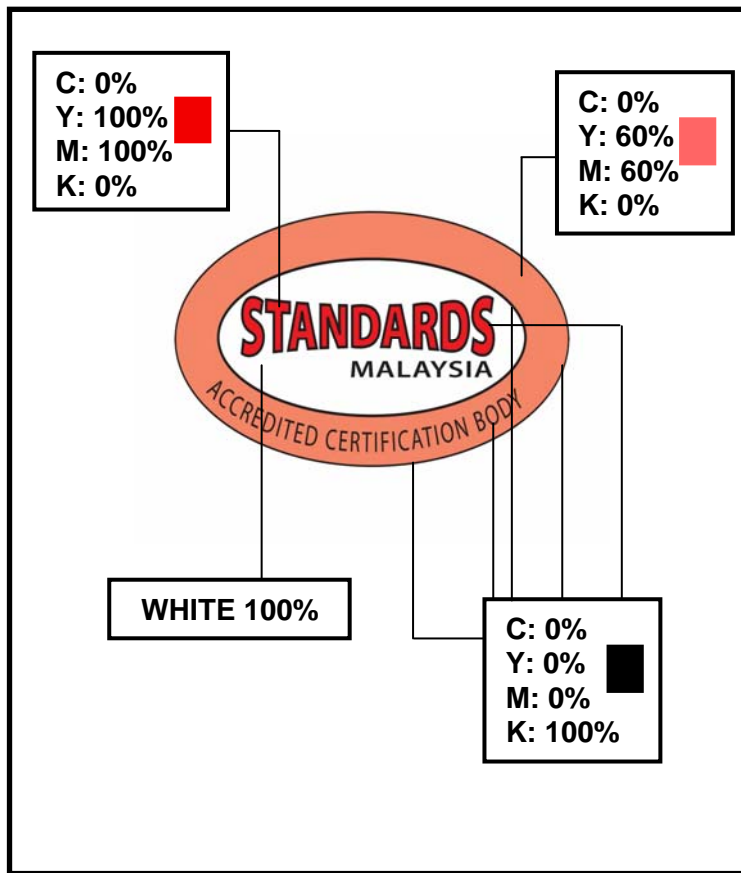 C: 0%
Y: 100%
M: 100%
K: 0%
C: 0%
Y: 60%
M: 60%
K: 0%
STANDARDS
MALAYSIA
ACCREDITED CERTIFICATION BODY
WHITE 100%
C: 0%
Y: 0%
M: 0%
K: 100%